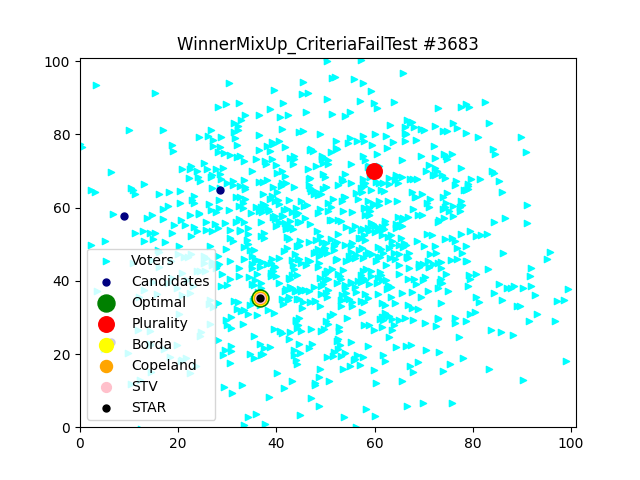 WinnerMixUp_CriteriaFailTest #3683
100
80
60
40
20
0
0 20 40 60 80 100
Voters
Candidates
Optimal
Plurality
Borda
Copeland
STV
STAR